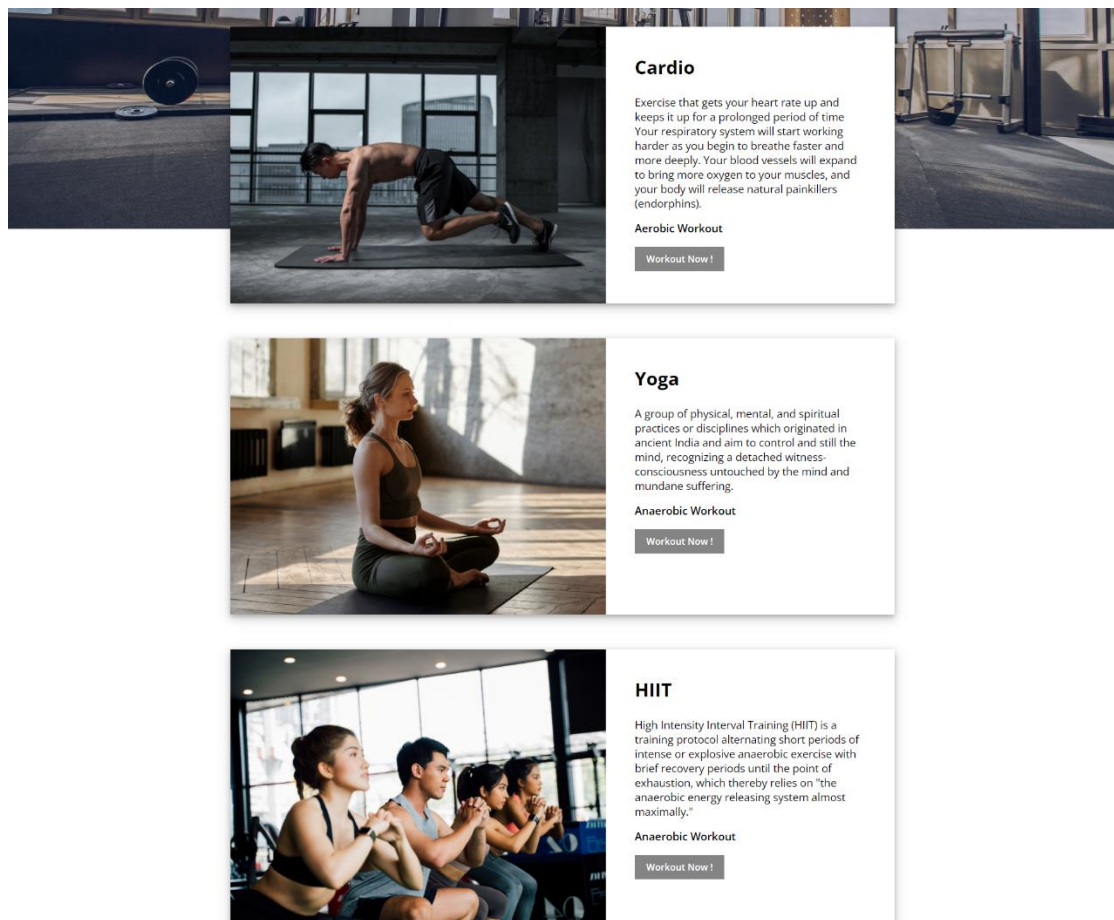 Cardio
Exercise that gets your heart rate up and
keeps it up for a prolonged period of time
Your respiratory system will start working
harder as you begin to breathe faster and
more deeply. Your blood vessels will expand
to bring more oxygen to your muscles, and
your body will release natural painkillers
(endorphins).
Aerobic Workout
Workout Now !
Yoga
A group of physical, mental, and spiritual
practices or disciplines which originated in
ancient India and aim to control and still the
mind, recognizing a detached witness-
consciousness untouched by the mind and
mundane suffering.
Anaerobic Workout
Workout Now !
HIIT
High Intensity Interval Training (HIIT) is a
training protocol alternating short periods of
intense or explosive anaerobic exercise with
brief recovery periods until the point of
exhaustion, which thereby relies on "the
anaerobic energy releasing system almost
maximally."
Anaerobic Workout
Workout Now !